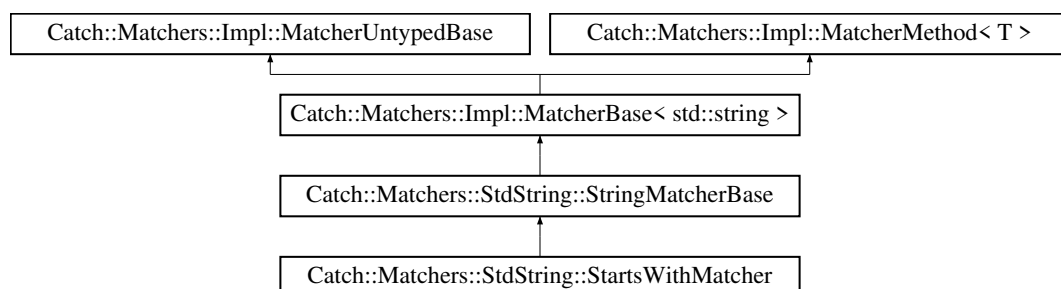 Catch::Matchers::Impl::MatcherUntypedBase
Catch::Matchers::Impl::MatcherMethod< T >
Catch::Matchers::Impl::MatcherBase< std::string >
Catch::Matchers::StdString::StringMatcherBase
Catch::Matchers::StdString::StartsWithMatcher